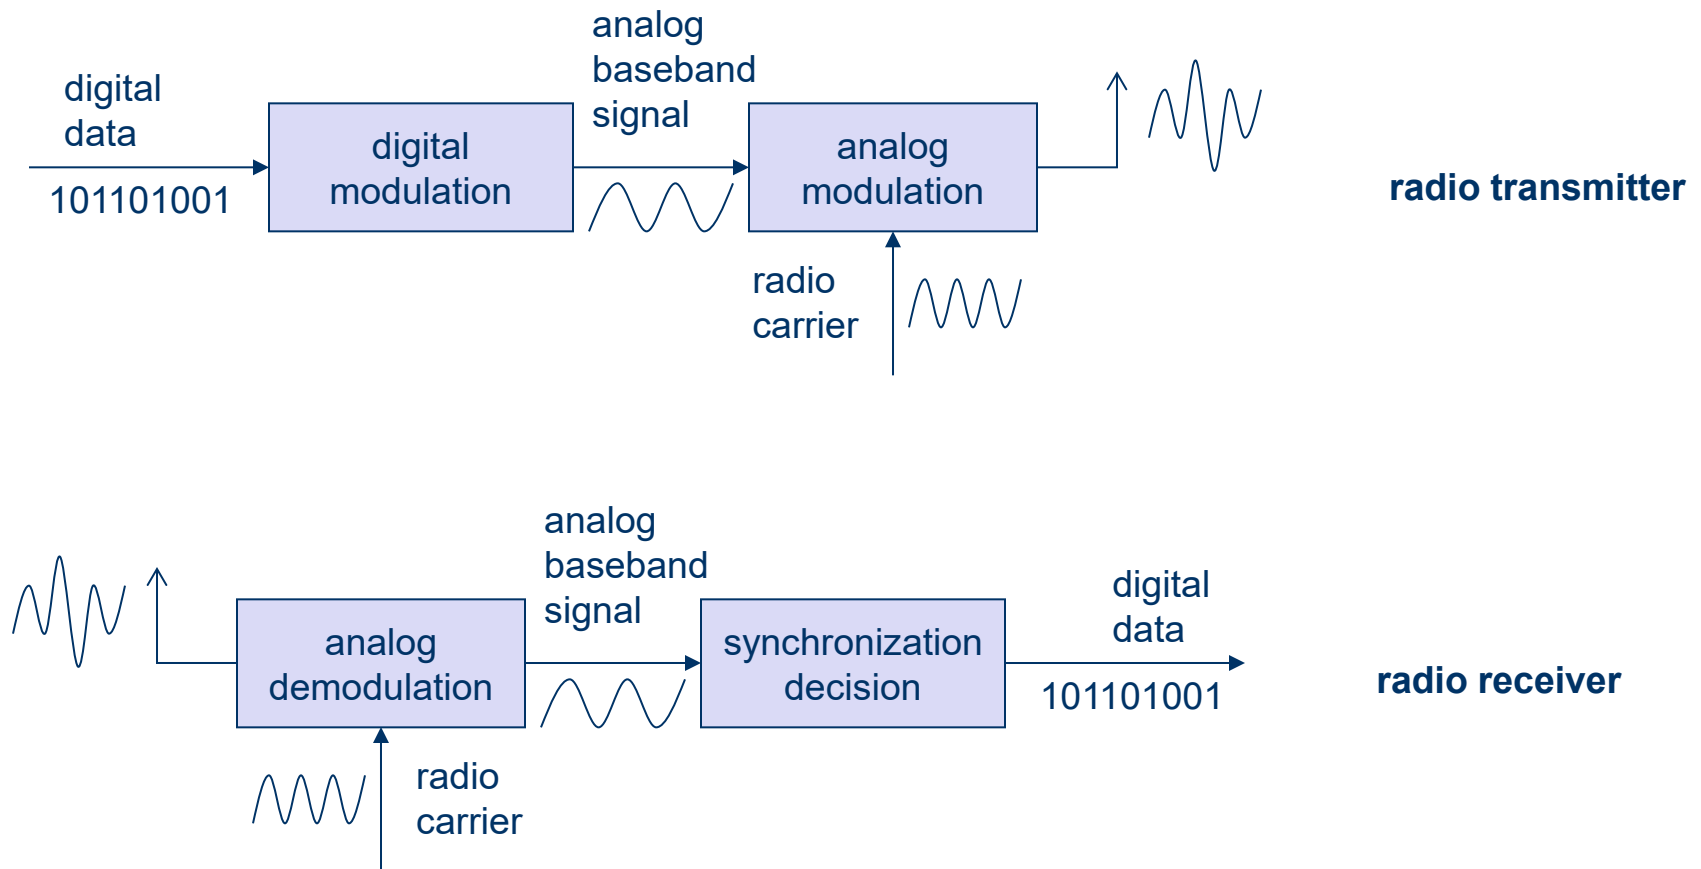 analog
baseband
signal
digital
data
101101001
digital
modulation
analog
modulation
radio
carrier
radio transmitter
analog
baseband
signal
analog
demodulation
synchronization
decision
digital
data
101101001
radio
carrier
radio receiver